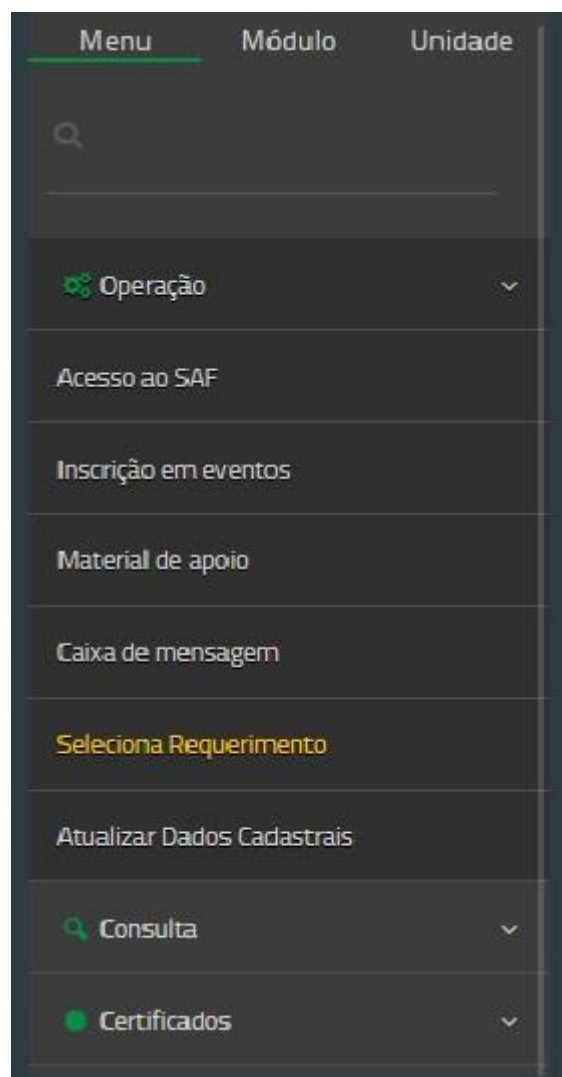 Menu Módulo Unidade
Operação
Acesso ao SAF
Inscrição em eventos
Material de apoio
Caixa de mensagem
Seleciona Requerimento
Atualizar Dados Cadastrais
Consulta
Certificados